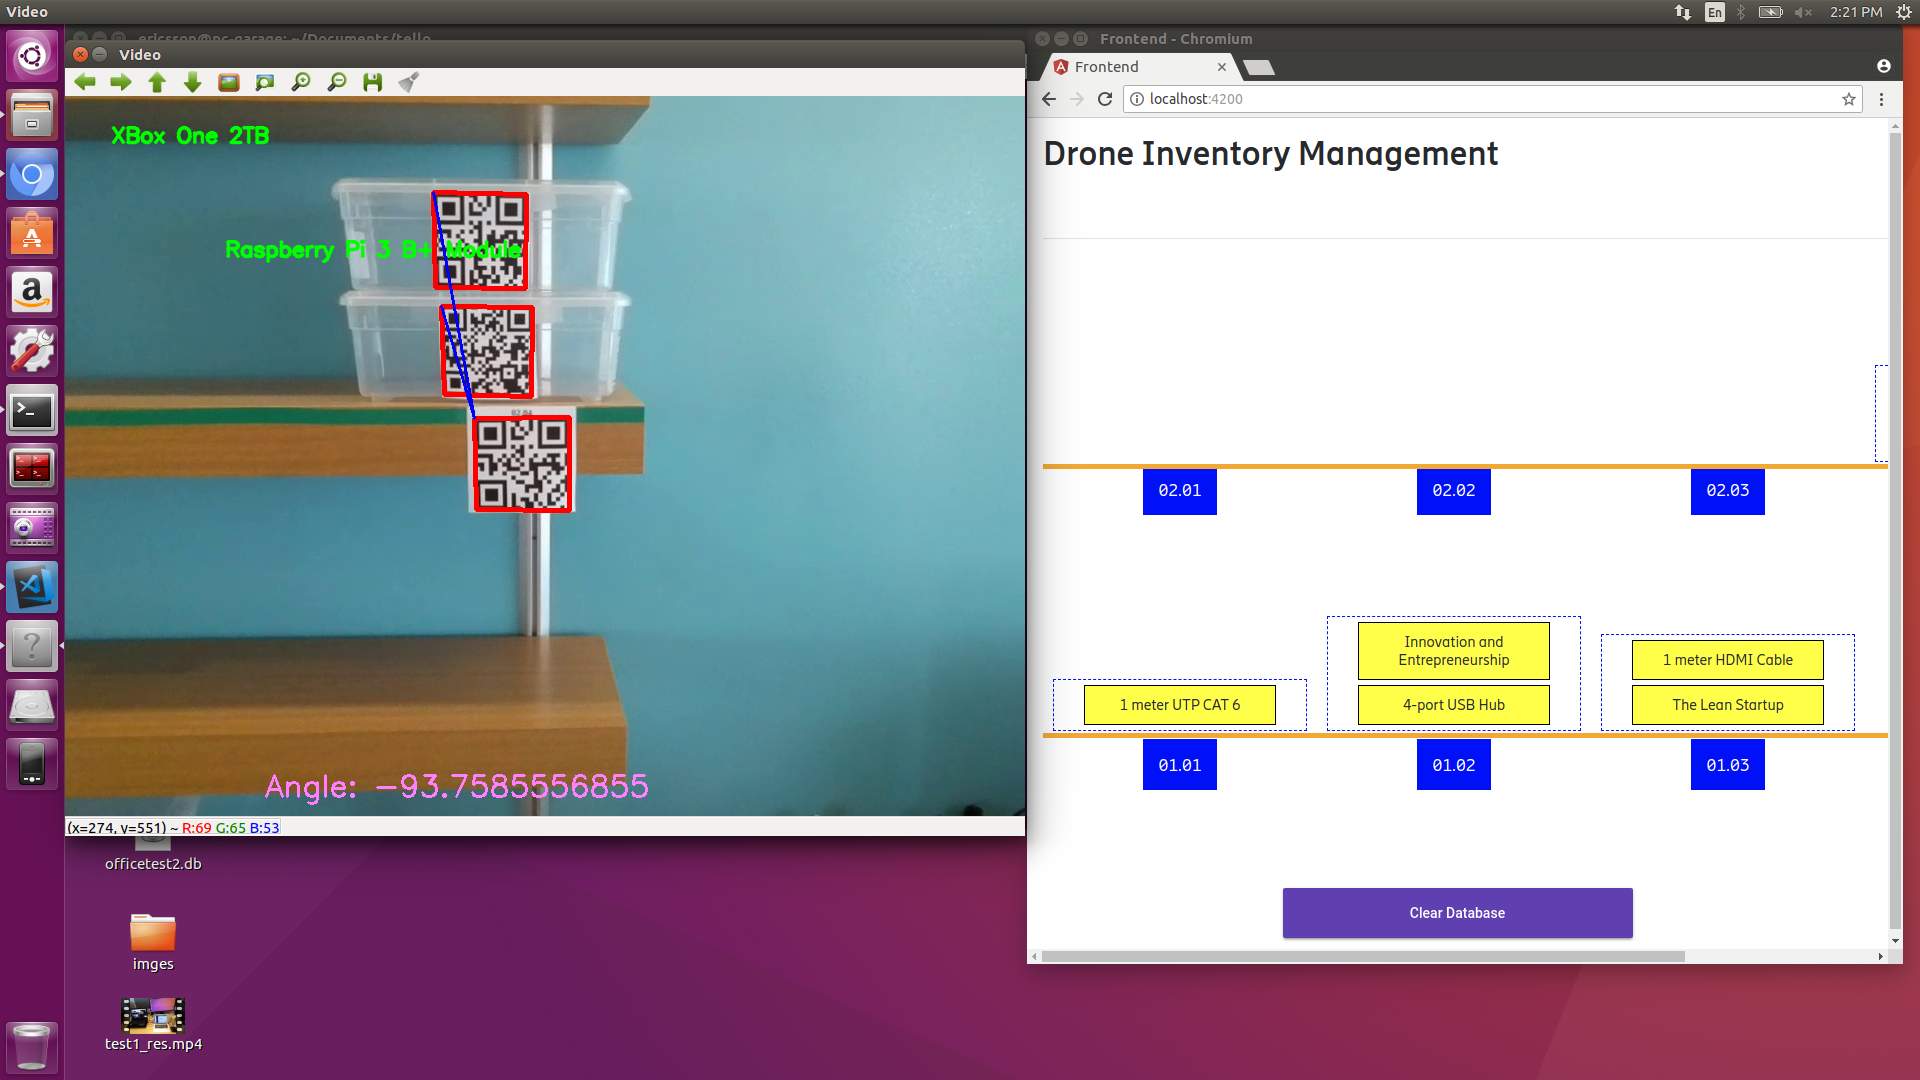 Video
En
2:21 PM
ericsson@pc-garage: ~/Documents/tello
Video
XBox One 2TB
Raspberry Pi 3 B+ Module
02.04
Angle: -93.7585556855
(x=274, y=551) ~ R:69 G:65 B:53
officetest2.db
imges
test1_res.mp4
Frontend - Chromium
Frontend
localhost:4200
Drone Inventory Management
02.01
02.02
02.03
Innovation and
Entrepreneurship
1 meter HDMI Cable
1 meter UTP CAT 6
4-port USB Hub
The Lean Startup
01.01
01.02
01.03
Clear Database